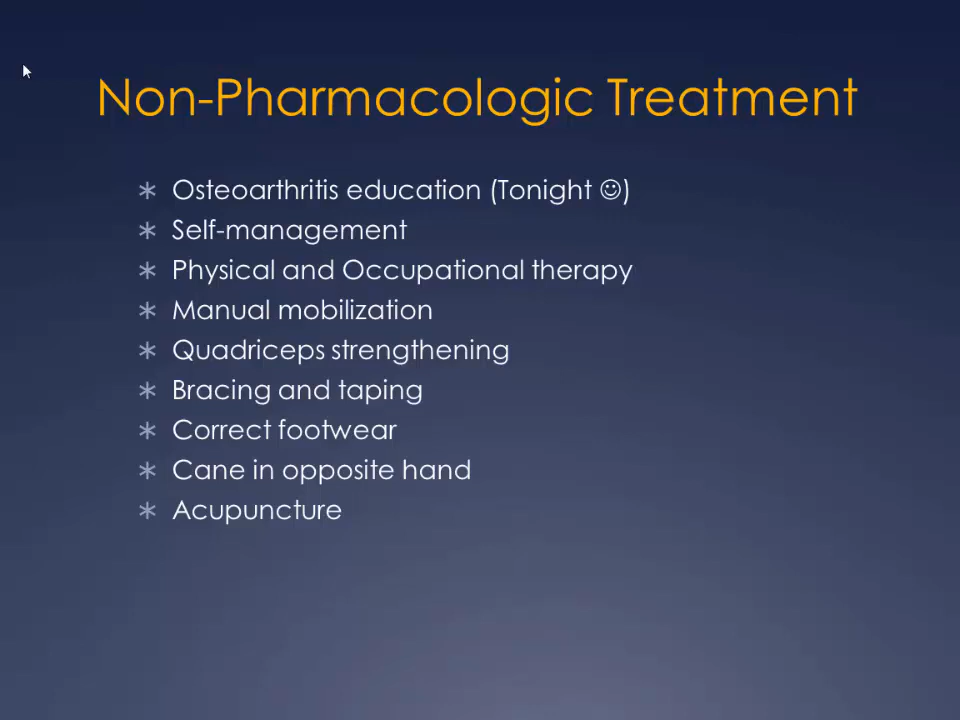 Non-Pharmacologic Treatment
* Osteoarthritis education (Tonight ☺)
* Self-management
* Physical and Occupational therapy
* Manual mobilization
* Quadriceps strengthening
* Bracing and taping
* Correct footwear
* Cane in opposite hand
* Acupuncture